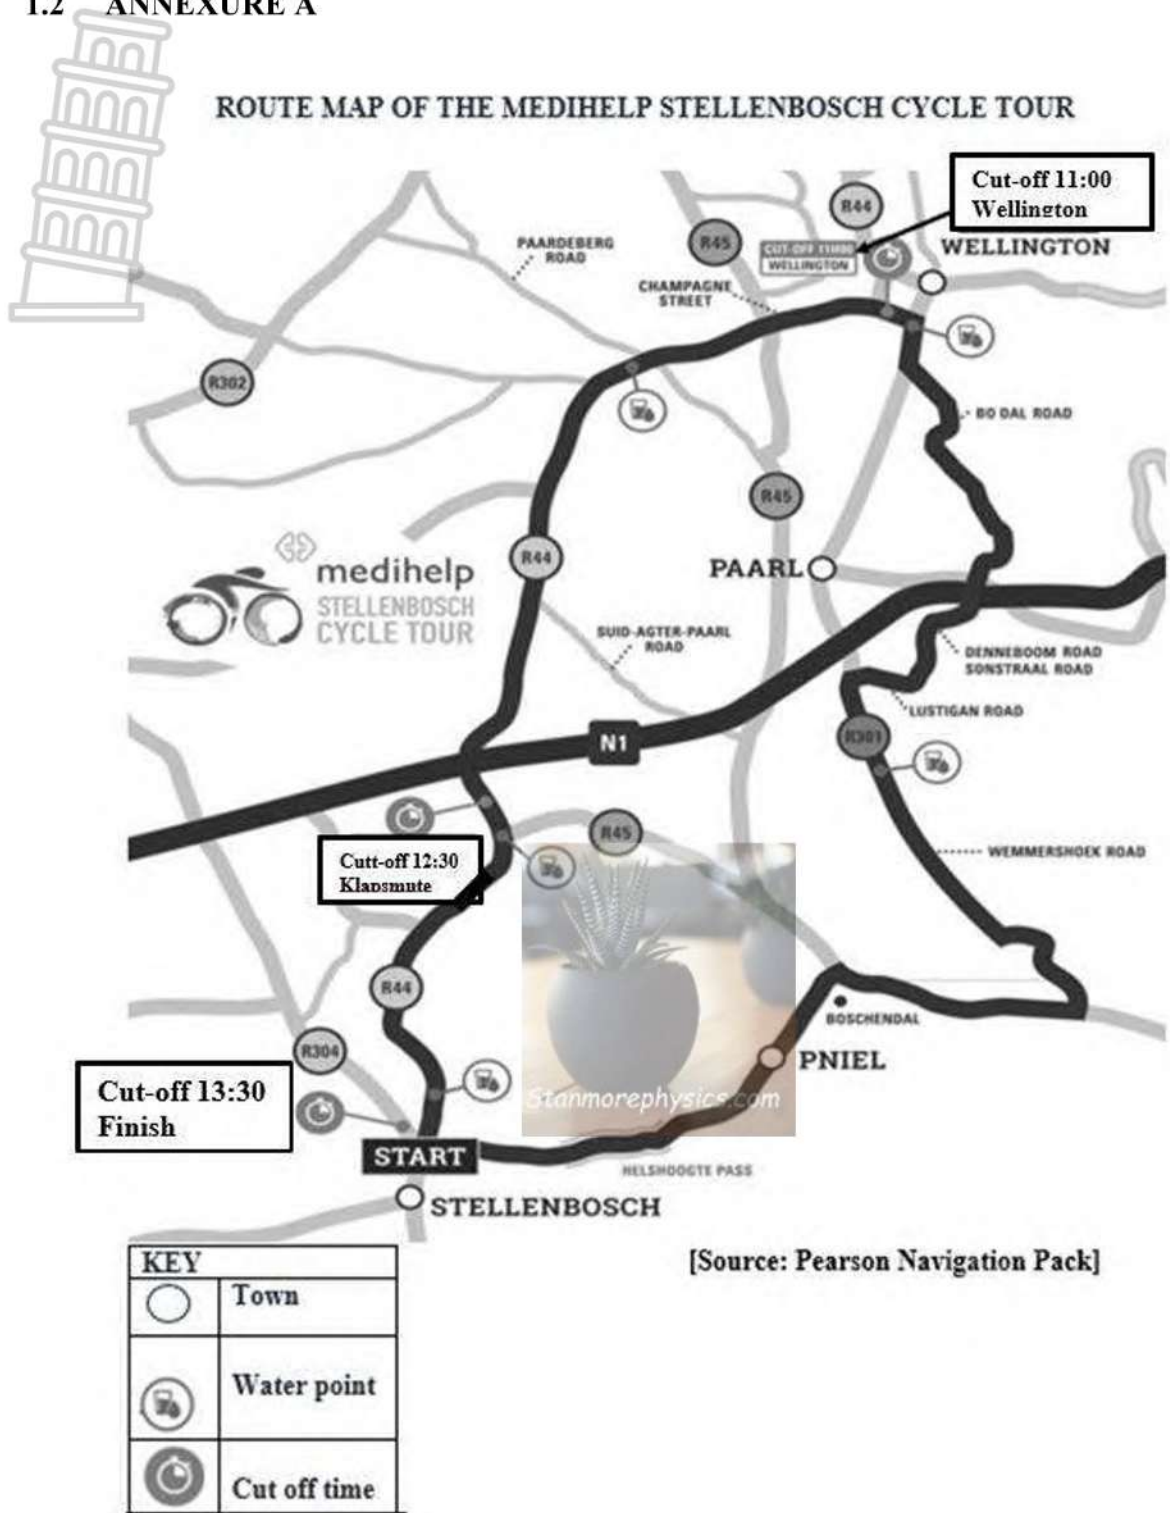 1.2 ANNEXURE A
ROUTE MAP OF THE MEDIHELP STELLENBOSCH CYCLE TOUR
Cut-off 11:00
Wellington
R44
R45
CUT-OFF 11H00
WELLINGTON
WELLINGTON
PAARDEBERG
ROAD
CHAMPAGNE
STREET
R302
BO DAL ROAD
R45
R44
PAARL
medihelp
STELLENBOSCH
CYCLE TOUR
SUID-AGTER-PAARL
ROAD
DENNEBOOM ROAD
SONSTRAAL ROAD
LUSTIGAN ROAD
N1
R301
R45
Cutt-off 12:30
Klapsmute
WEMMERSHOEK ROAD
R44
BOSCHENDAL
R304
PNIEL
Cut-off 13:30
Finish
Stanmorephysics.com
START
HELSHOOGTE PASS
STELLENBOSCH
KEY
[Source: Pearson Navigation Pack]
Town
Water point
Cut off time